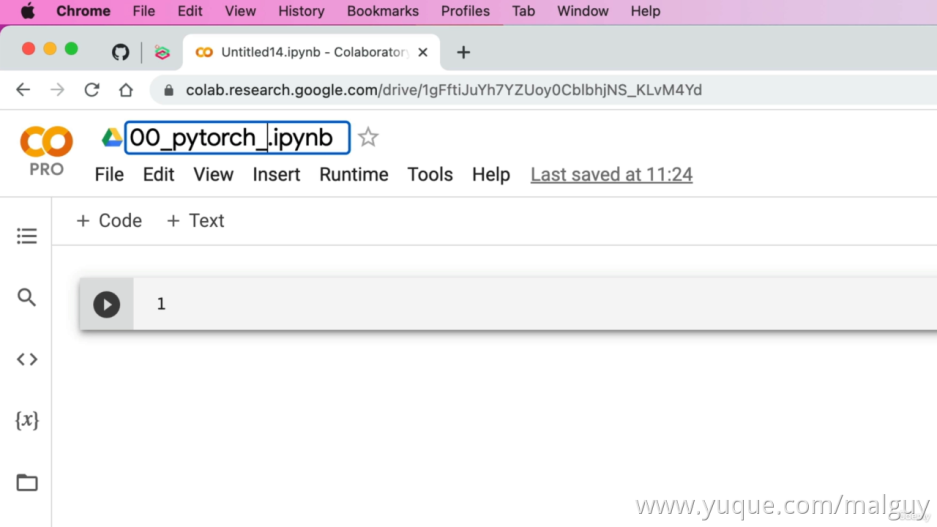 Chrome File Edit View History Bookmarks Profiles Tab Window Help
Untitled14.ipynb - Colaboratory
colab.research.google.com/drive/1gFftiJuYh7YZUoy0CblbhjNS_KLvM4Yd
00_pytorch_.ipynb
PRO
File Edit View Insert Runtime Tools Help Last saved at 11:24
+ Code + Text
1
{x}
www.yuque.com/malguy